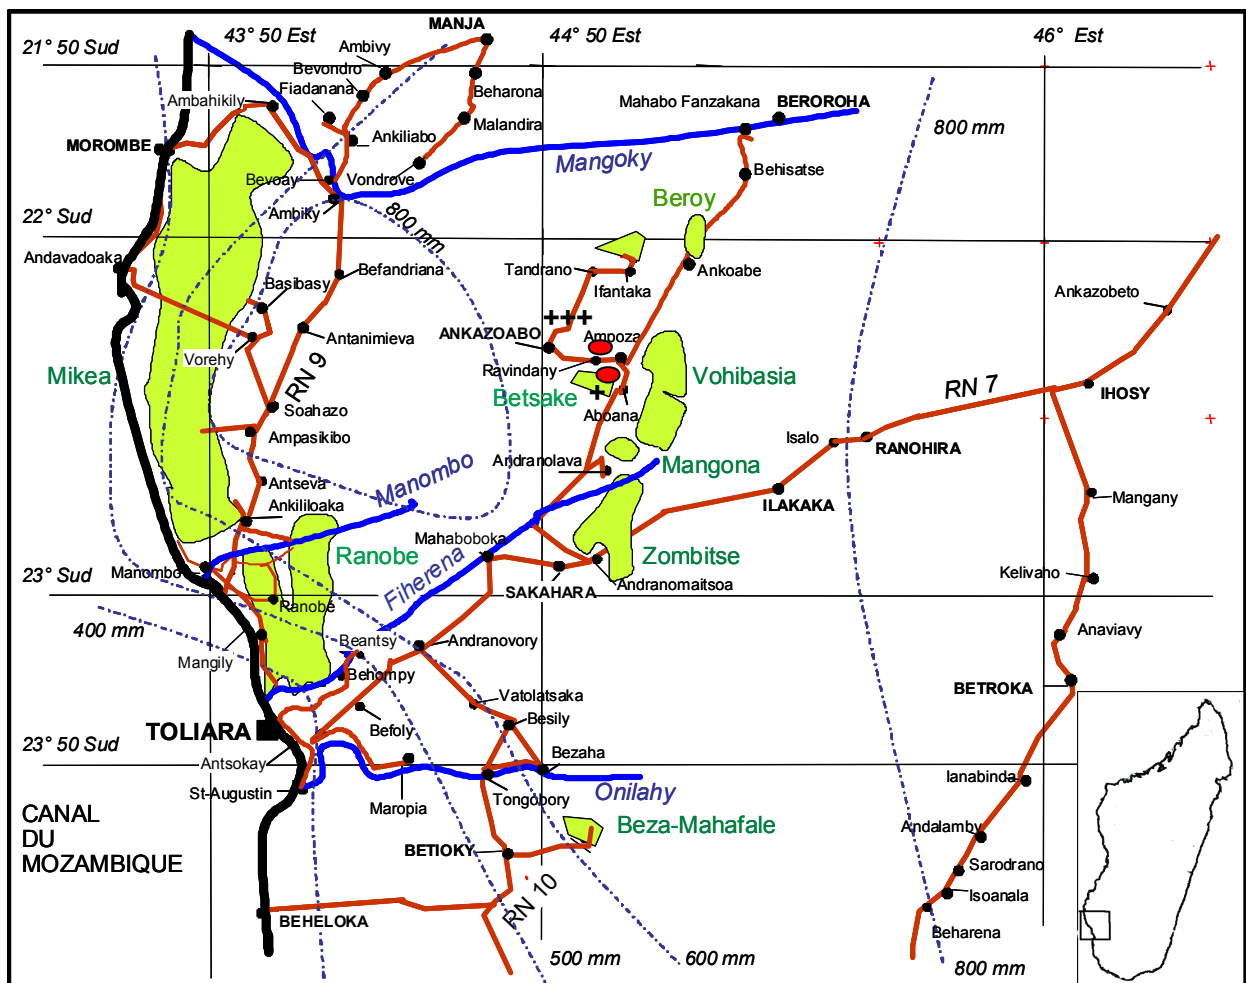 MANJA
43° 50 Est
44° 50 Est
46° Est
21° 50 Sud
Ambivy
Bevondro
Fiadanana
Beharona
Ambahikily
Mahabo Fanzakana
BEROROHA
Malandira
800 mm
Ankiliabo
MOROMBE
Mangoky
Behisatse
Bevoay
Vondrove
Beroy
Ambiky
800 mm
22° Sud
Andavadoaka
Befandriana
Tandrano
Ankoabe
Basibasy
Ifantaka
Ankazobeto
ANKAZOABO
Ampoza
Antanimieva
Vorehy
Ravindany
Mikea
RN 9
Vohibasia
Betsake
RN 7
IHOSY
Soahazo
Aboana
Ampasikibo
Isalo
RANOHIRA
Andranolava
Mangona
Manombo
Antseva
Mangany
ILAKAKA
Ankililoaka
Mahaboboka
Ranobe
Zombitse
Manombo
Fiherena
Kelivaho
23° Sud
SAKAHARA
Andranomaitsoa
Ranobé
400 mm
Beantsy
Andranovory
Anaviavy
Mangily
Behompy
BETROKA
Vatolatsaka
TOLIARA
Befoly
Besily
23° 50 Sud
Antsokay
Bezaha
St-Augustin
Ianabinda
Maropia
Tongobory
Onilahy
CANAL
DU
MOZAMBIQUE
Beza-Mahafale
Andalamby
BETIOKY
Sarodrano
RN 10
Isoanala
BEHELOKA
Beharena
500 mm
600 mm
800 mm